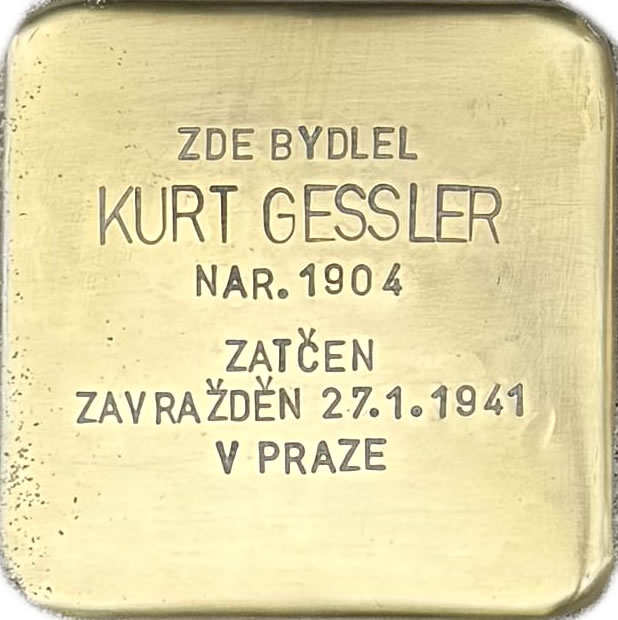 ZDE BYDLEL
KURT GESSLER
NAR. 1904
ZATČEN
ZAVRAŽDĚN 27.1.1941
V PRAZE